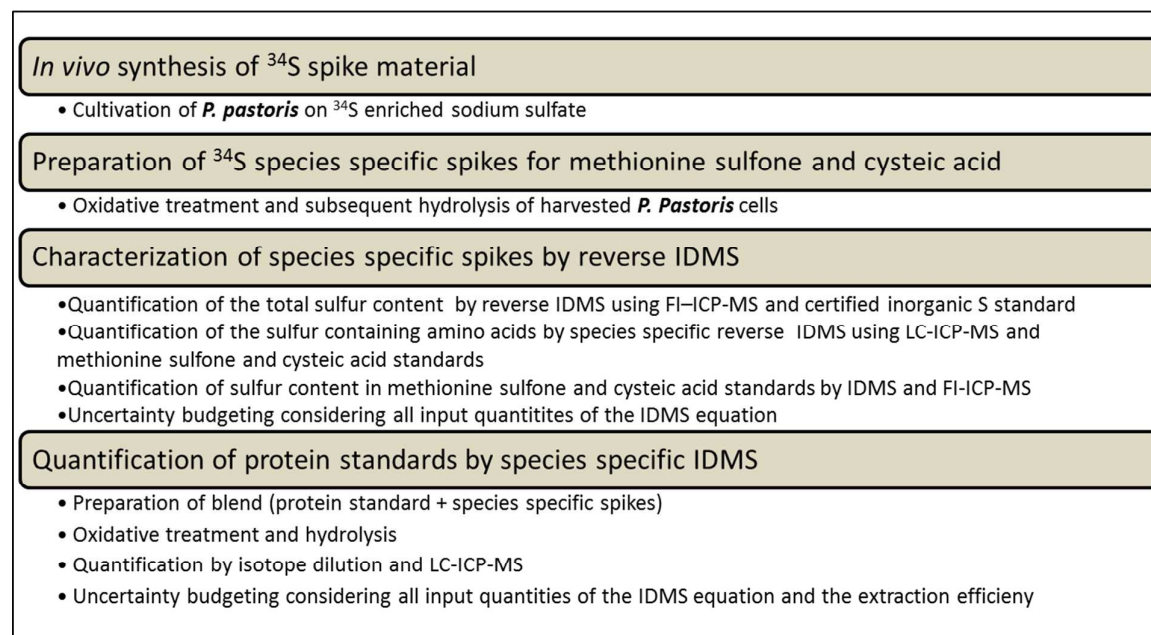 In vivo synthesis of ³⁴S spike material
• Cultivation of P. pastoris on ³⁴S enriched sodium sulfate
Preparation of ³⁴S species specific spikes for methionine sulfone and cysteic acid
• Oxidative treatment and subsequent hydrolysis of harvested P. Pastoris cells
Characterization of species specific spikes by reverse IDMS
•Quantification of the total sulfur content by reverse IDMS using FI–ICP-MS and certified inorganic S standard
•Quantification of the sulfur containing amino acids by species specific reverse IDMS using LC-ICP-MS and
methionine sulfone and cysteic acid standards
•Quantification of sulfur content in methionine sulfone and cysteic acid standards by IDMS and FI-ICP-MS
•Uncertainty budgeting considering all input quantitites of the IDMS equation
Quantification of protein standards by species specific IDMS
• Preparation of blend (protein standard + species specific spikes)
• Oxidative treatment and hydrolysis
• Quantification by isotope dilution and LC-ICP-MS
• Uncertainty budgeting considering all input quantities of the IDMS equation and the extraction efficieny